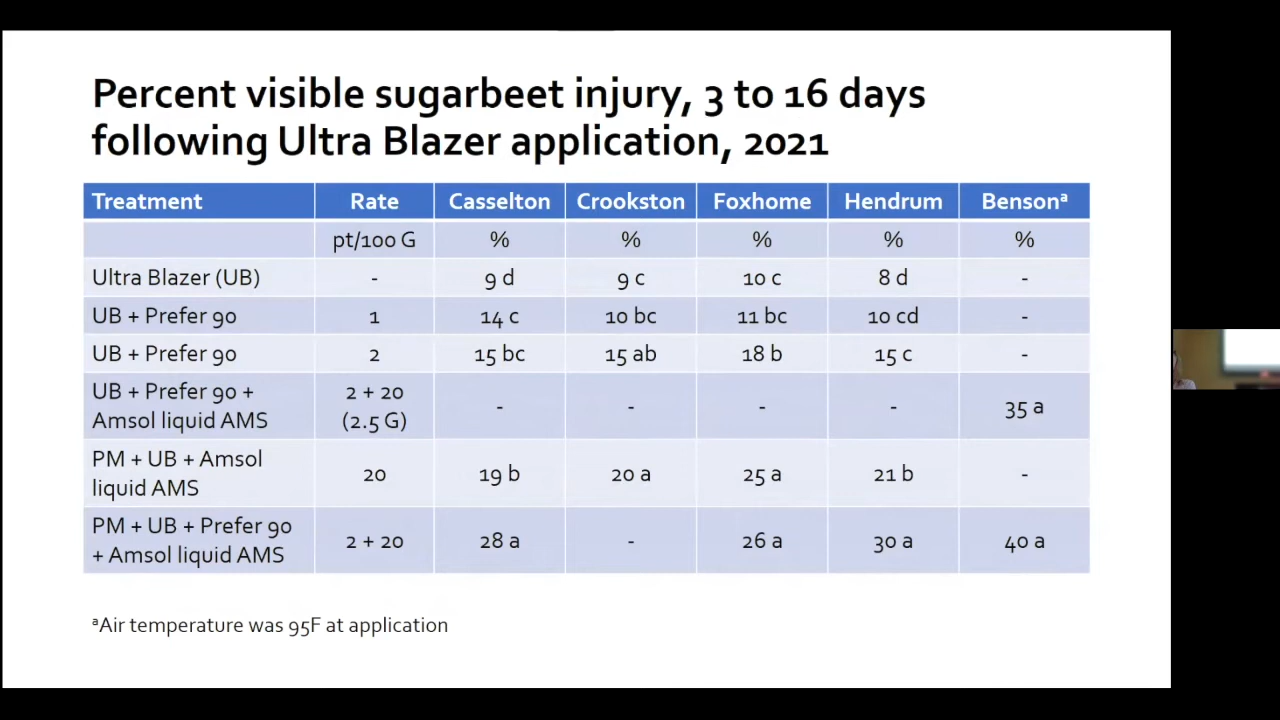 Percent visible sugarbeet injury, 3 to 16 days
following Ultra Blazer application, 2021
Treatment Rate Casselton Crookston Foxhome Hendrum Bensonª
pt/100 G % % % % %
Ultra Blazer (UB) - 9 d 9 c 10 c 8 d -
UB + Prefer 90 1 14 c 10 bc 11 bc 10 cd -
UB + Prefer 90 2 15 bc 15 ab 18 b 15 c -
UB + Prefer 90 +
Amsol liquid AMS
2 + 20
(2.5 G)
- - - - 35 a
PM + UB + Amsol
liquid AMS
20 19 b 20 a 25 a 21 b -
PM + UB + Prefer 90
+ Amsol liquid AMS
2 + 20 28 a - 26 a 30 a 40 a
ªAir temperature was 95F at application